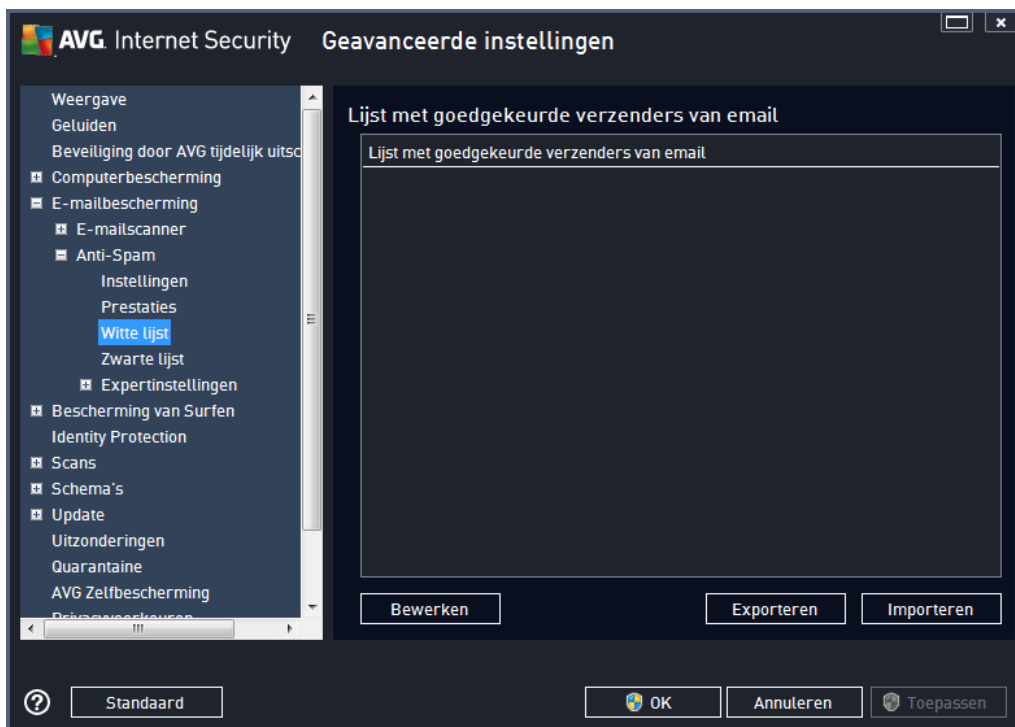 AVG. Internet Security
Geavanceerde instellingen
Weergave
Geluiden
Beveiliging door AVG tijdelijk uitsc
Computerbescherming
E-mailbescherming
E-mailscanner
Anti-Spam
Instellingen
Prestaties
Witte lijst
Zwarte lijst
Expertinstellingen
Bescherming van Surfen
Identity Protection
Scans
Schema's
Update
Uitzonderingen
Quarantaine
AVG Zelfbescherming
Privacyvoorkeuren
Lijst met goedgekeurde verzenders van email
Lijst met goedgekeurde verzenders van email
Bewerken
Exporteren
Importeren
Standaard
OK
Annuleren
Toepassen